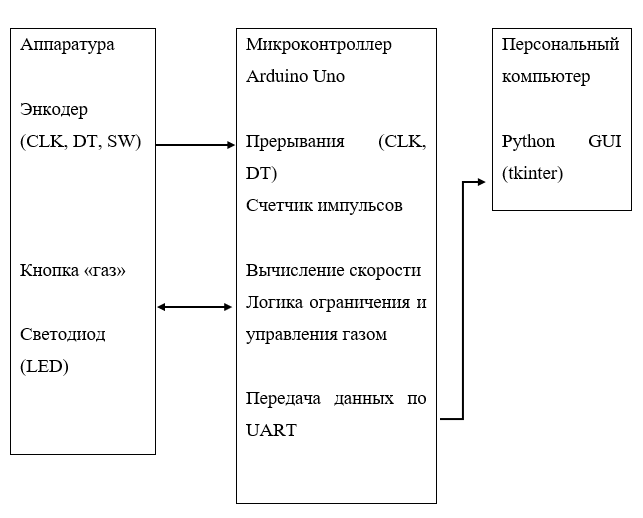 Аппаратура
Энкодер
(CLK, DT, SW)
Кнопка «газ»
Светодиод
(LED)
Микроконтроллер
Arduino Uno
Прерывания (CLK,
DT)
Счетчик импульсов
Вычисление скорости
Логика ограничения и
управления газом
Передача данных по
UART
Персональный
компьютер
Python GUI
(tkinter)